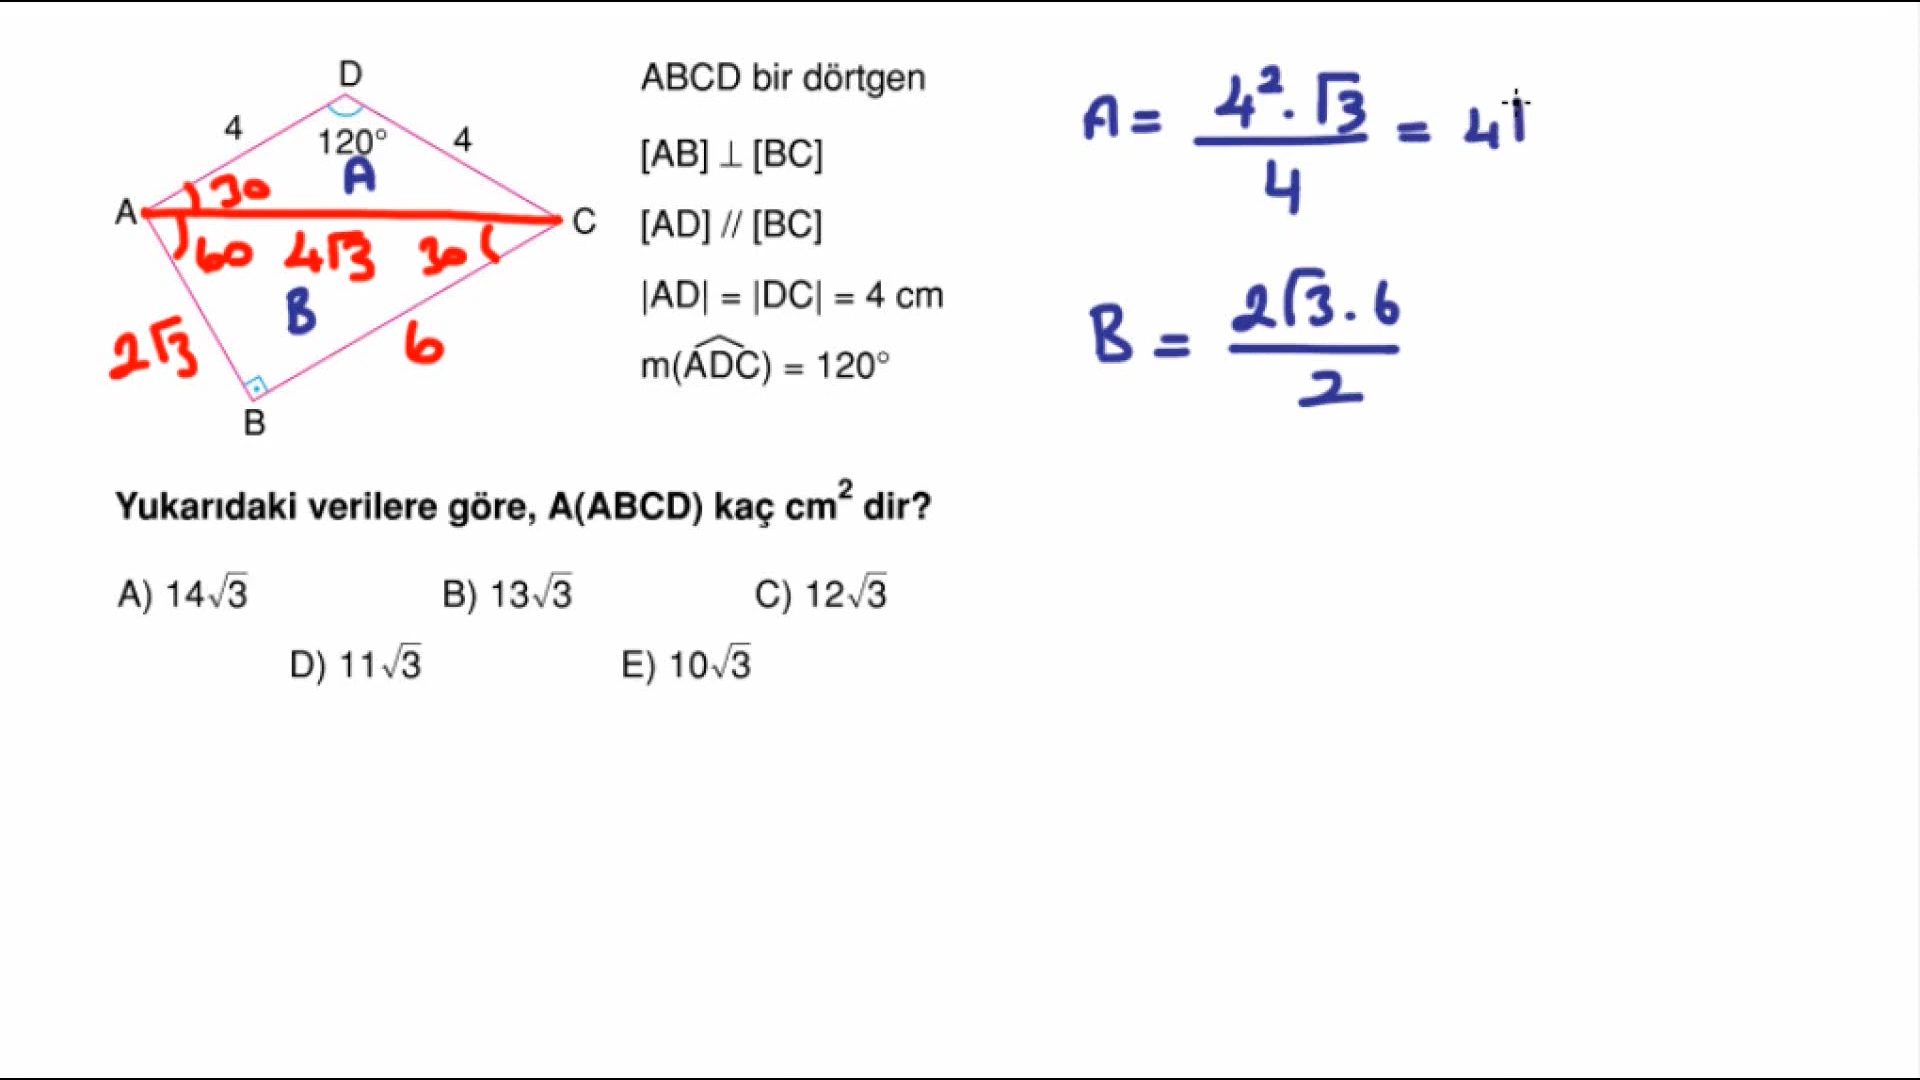 D
4
120°
4
A
30
A
C
60
4√3
30
B
2√3
6
B
ABCD bir dörtgen
[AB] ⊥ [BC]
[AD] // [BC]
|AD| = |DC| = 4 cm
m(ADC) = 120°
A = 4² . √3 / 4 = 4√
B = 2√3 . 6 / 2
Yukarıdaki verilere göre, A(ABCD) kaç cm² dir?
A) 14√3 B) 13√3 C) 12√3
D) 11√3 E) 10√3